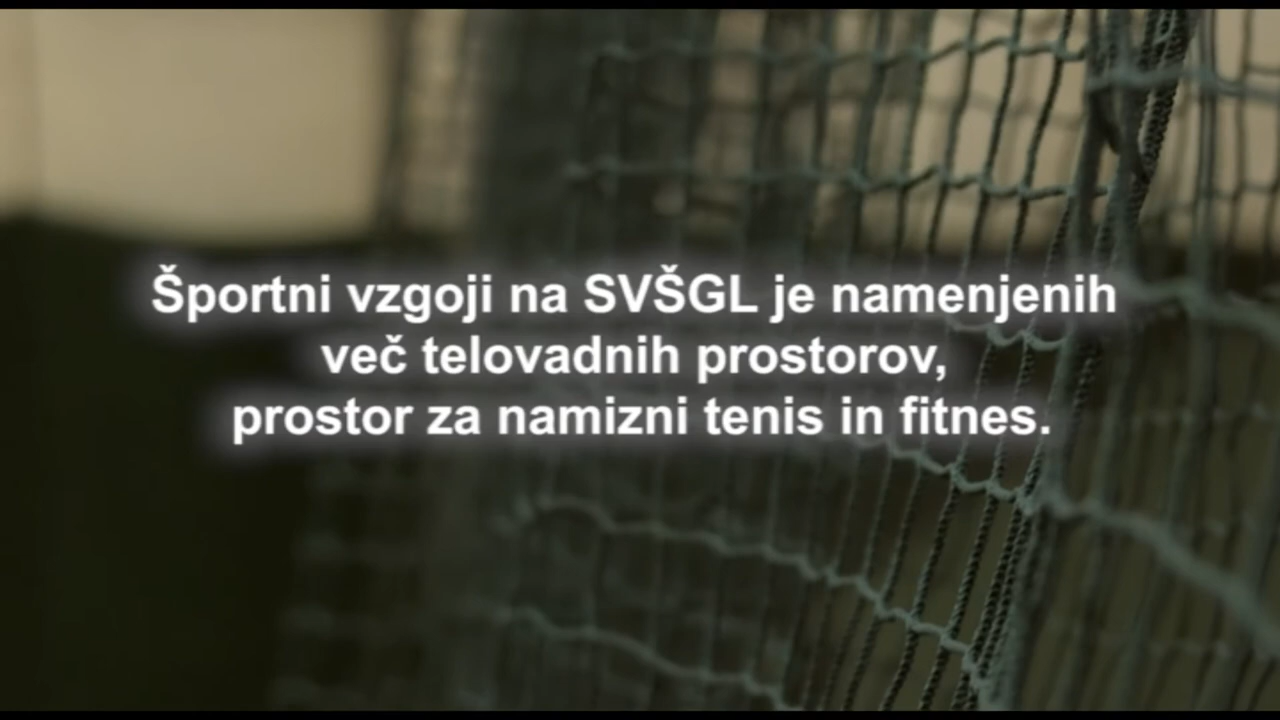 Športni vzgoji na SVŠGL je namenjenih
več telovadnih prostorov,
prostor za namizni tenis in fitnes.